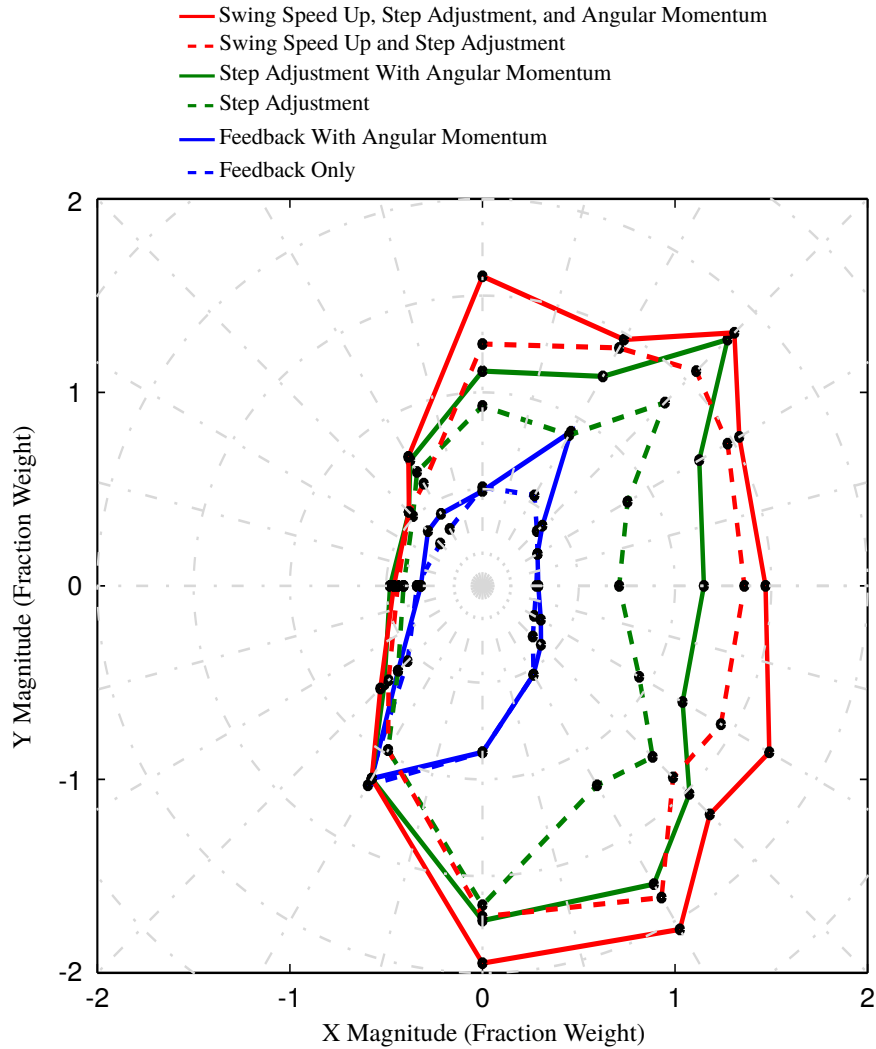 Swing Speed Up, Step Adjustment, and Angular Momentum
Swing Speed Up and Step Adjustment
Step Adjustment With Angular Momentum
Step Adjustment
Feedback With Angular Momentum
Feedback Only
2
1
0
-1
-2
Y Magnitude (Fraction Weight)
-2 -1 0 1 2
X Magnitude (Fraction Weight)